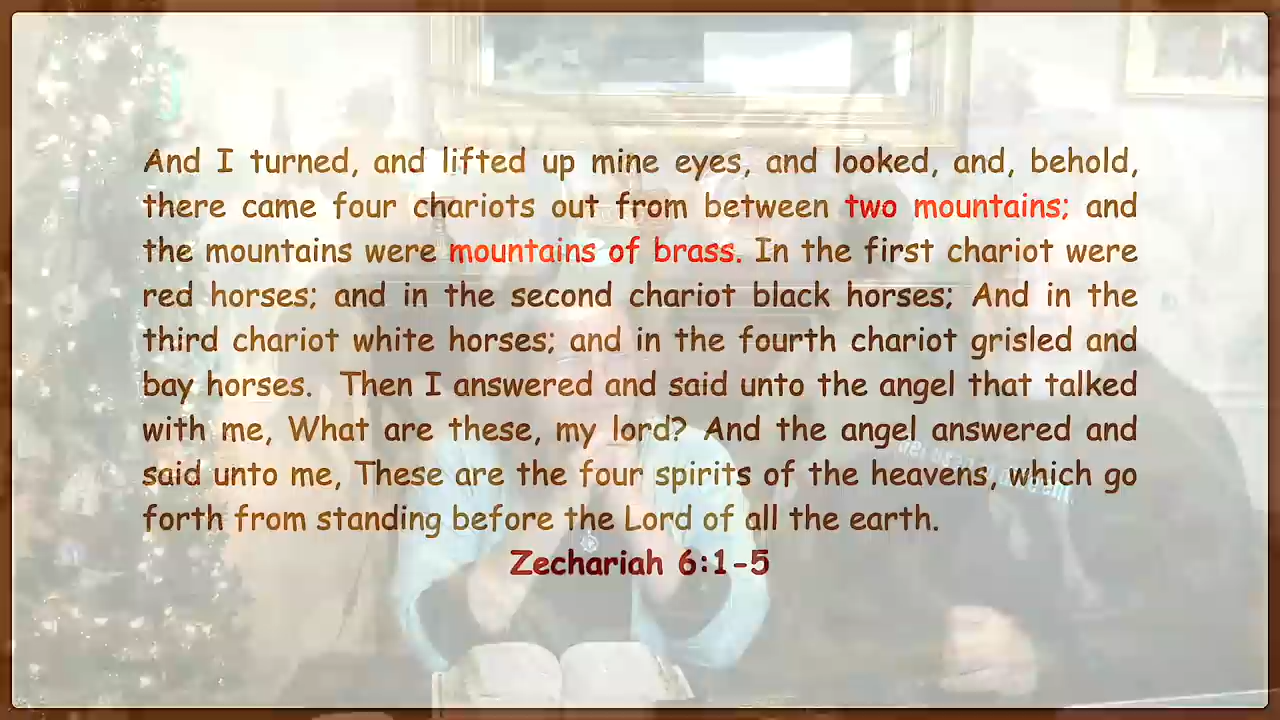 And I turned, and lifted up mine eyes, and looked, and, behold,
there came four chariots out from between two mountains; and
the mountains were mountains of brass. In the first chariot were
red horses; and in the second chariot black horses; And in the
third chariot white horses; and in the fourth chariot grisled and
bay horses. Then I answered and said unto the angel that talked
with me, What are these, my lord? And the angel answered and
said unto me, These are the four spirits of the heavens, which go
forth from standing before the Lord of all the earth.
Zechariah 6:1-5